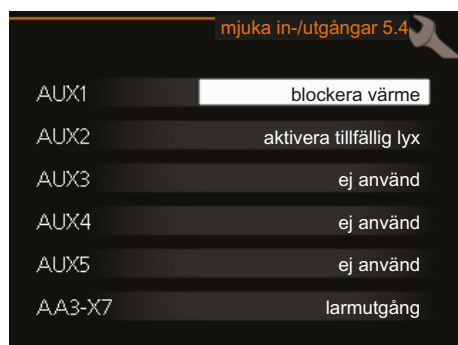 mjuka in-/utgångar 5.4
AUX1 blockera värme
AUX2 aktivera tillfällig lyx
AUX3 ej använd
AUX4 ej använd
AUX5 ej använd
AA3-X7 larmutgång